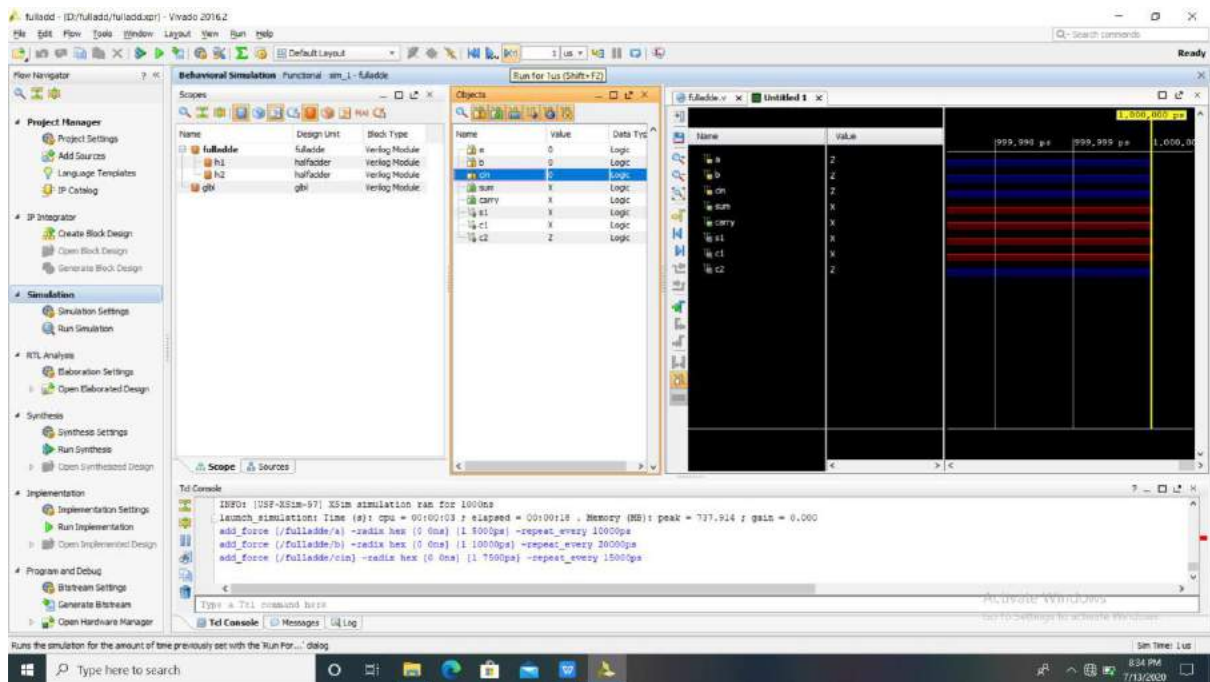 fulladd - [D:/fulladd/fulladd.xpr] - Vivado 2016.2
File Edit Flow Tools Window Layout View Run Help
Q- Search commands
Default Layout
1 us
Ready
Flow Navigator
Behavioral Simulation - Functional - sim_1 - fulladde
Run for 1us (Shift+F2)
Project Manager
Project Settings
Add Sources
Language Templates
IP Catalog
IP Integrator
Create Block Design
Open Block Design
Generate Block Design
Simulation
Simulation Settings
Run Simulation
RTL Analysis
Elaboration Settings
Open Elaborated Design
Synthesis
Synthesis Settings
Run Synthesis
Open Synthesized Design
Implementation
Implementation Settings
Run Implementation
Open Implemented Design
Program and Debug
Bitstream Settings
Generate Bitstream
Open Hardware Manager
Scopes
Name Design Unit Block Type
fulladde fulladde Verilog Module
h1 halfadder Verilog Module
h2 halfadder Verilog Module
glbl glbl Verilog Module
Scope Sources
Objects
Name Value Data Typ
a 0 Logic
b 0 Logic
cin 0 Logic
sum X Logic
carry X Logic
s1 X Logic
c1 X Logic
c2 Z Logic
fulladde.v Untitled 1
1,000,000 ps
Name Value
999,998 ps 999,999 ps 1,000,00
a Z
b Z
cin Z
sum X
carry X
s1 X
c1 X
c2 Z
Tcl Console
INFO: [USF-XSim-97] XSim simulation ran for 1000ns
launch_simulation: Time (s): cpu = 00:00:03 ; elapsed = 00:00:18 . Memory (MB): peak = 737.914 ; gain = 0.000
add_force {/fulladde/a} -radix hex {0 0ns} {1 5000ps} -repeat_every 10000ps
add_force {/fulladde/b} -radix hex {0 0ns} {1 10000ps} -repeat_every 20000ps
add_force {/fulladde/cin} -radix hex {0 0ns} {1 7500ps} -repeat_every 15000ps
Type a Tcl command here
Tcl Console Messages Log
Activate Windows
Go to Settings to activate Windows.
Runs the simulation for the amount of time previously set with the 'Run For...' dialog
Sim Time: 1 us
Type here to search
8:34 PM
7/13/2020